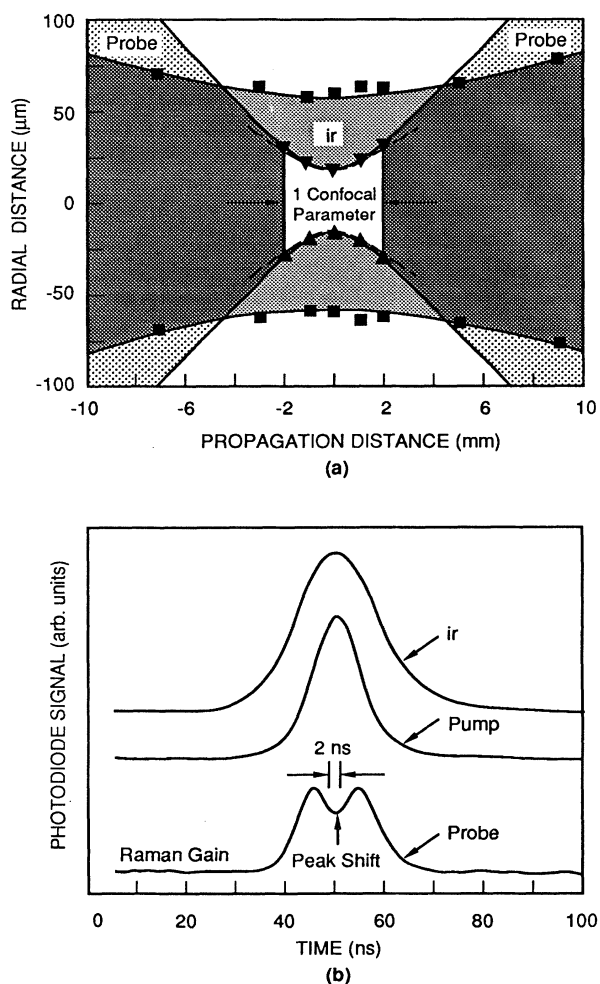 100
50
0
-50
-100
RADIAL DISTANCE (µm)
Probe
Probe
ir
1 Confocal
Parameter
-10
-6
-2
2
6
10
PROPAGATION DISTANCE (mm)
(a)
PHOTODIODE SIGNAL (arb. units)
ir
Pump
2 ns
Probe
Raman Gain
Peak Shift
0
20
40
60
80
100
TIME (ns)
(b)